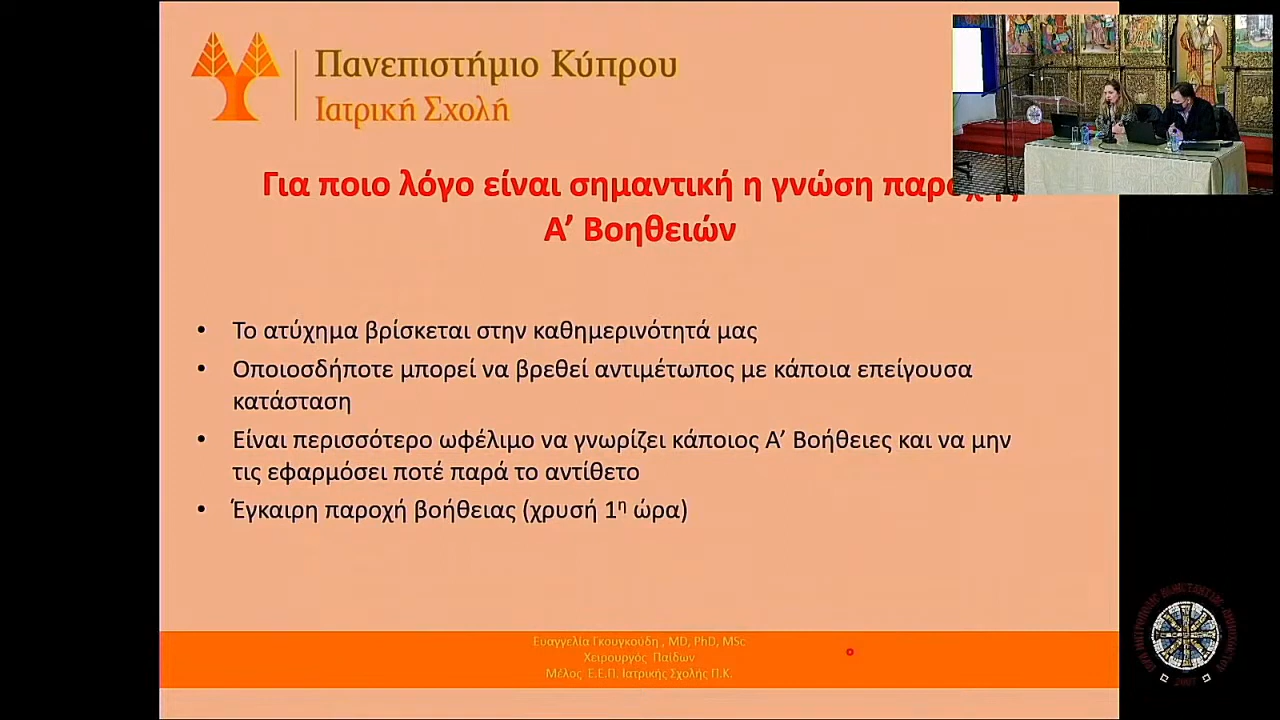 Πανεπιστήμιο Κύπρου
Ιατρική Σχολή
Για ποιο λόγο είναι σημαντική η γνώση
Α’ Βοηθειών
• Το ατύχημα βρίσκεται στην καθημερινότητά μας
• Οποιοσδήποτε μπορεί να βρεθεί αντιμέτωπος με κάποια επείγουσα
κατάσταση
• Είναι περισσότερο ωφέλιμο να γνωρίζει κάποιος Α’ Βοήθειες και να μην
τις εφαρμόσει ποτέ παρά το αντίθετο
• Έγκαιρη παροχή βοήθειας (χρυσή 1η ώρα)
Ευαγγελία Γκουγκούδη , MD, PhD, MSc
Χειρουργός Παίδων
Μέλος Ε.Ε.Π. Ιατρικής Σχολής Π.Κ.
2007